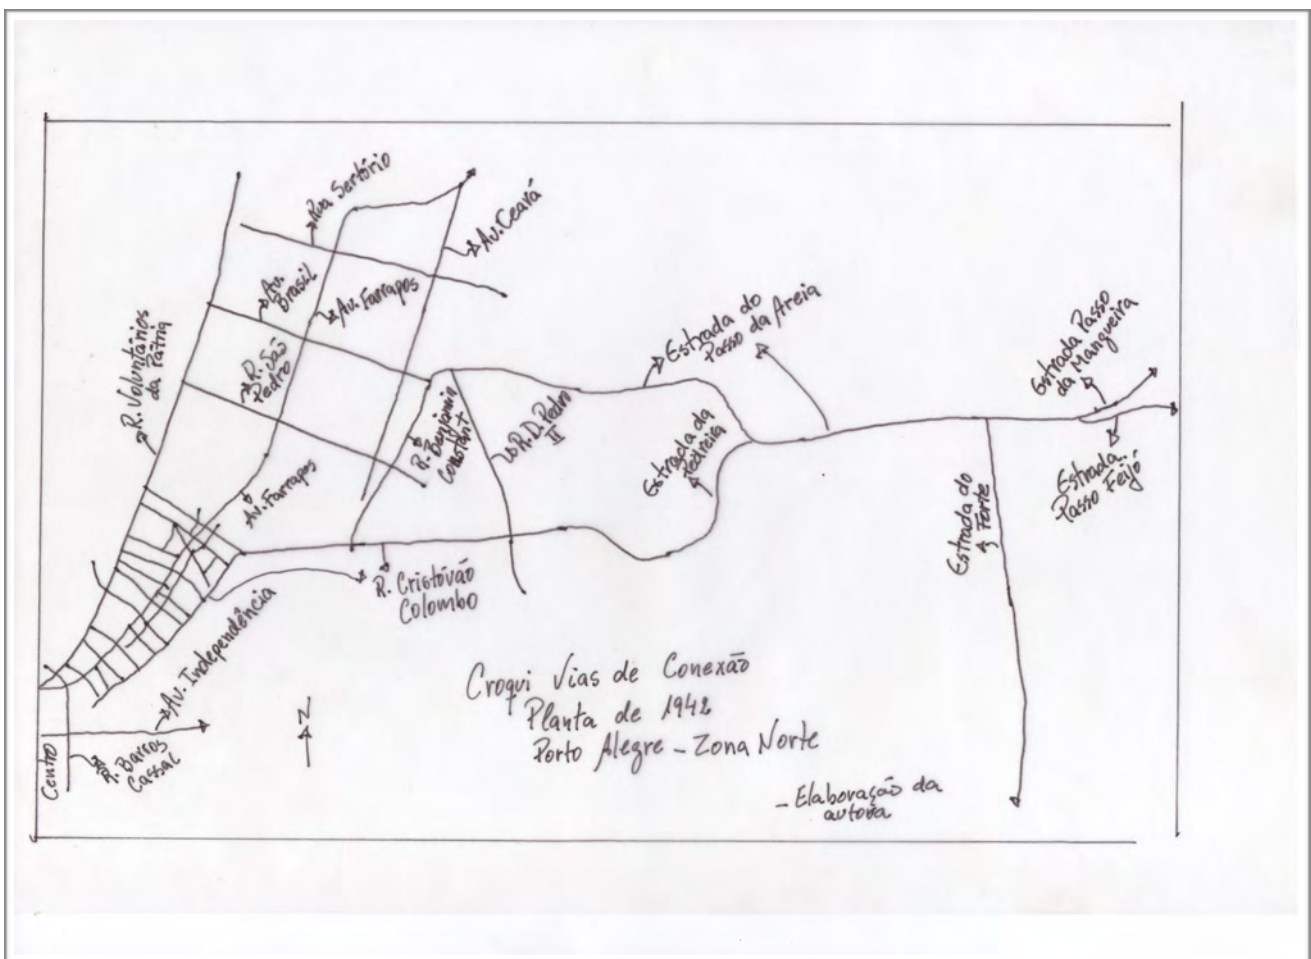 Rua Sertório
Av. Ceará
Av.
Brasil
Av. Farrapos
R. Voluntários
da Pátria
R. São
Pedro
Estrada do
Passo da Areia
Estrada Passo
da Mangueira
R. Benjamin
Constant
R. D. Pedro
II
Estrada da
Pedreira
Estrada
Passo Feijó
Estrada do
Forte
Av. Farrapos
R. Cristóvão
Colombo
Av. Independência
Centro
R. Barros
Cassal
N
Croqui Vias de Conexão
Planta de 1942
Porto Alegre - Zona Norte
- Elaboração da
autora